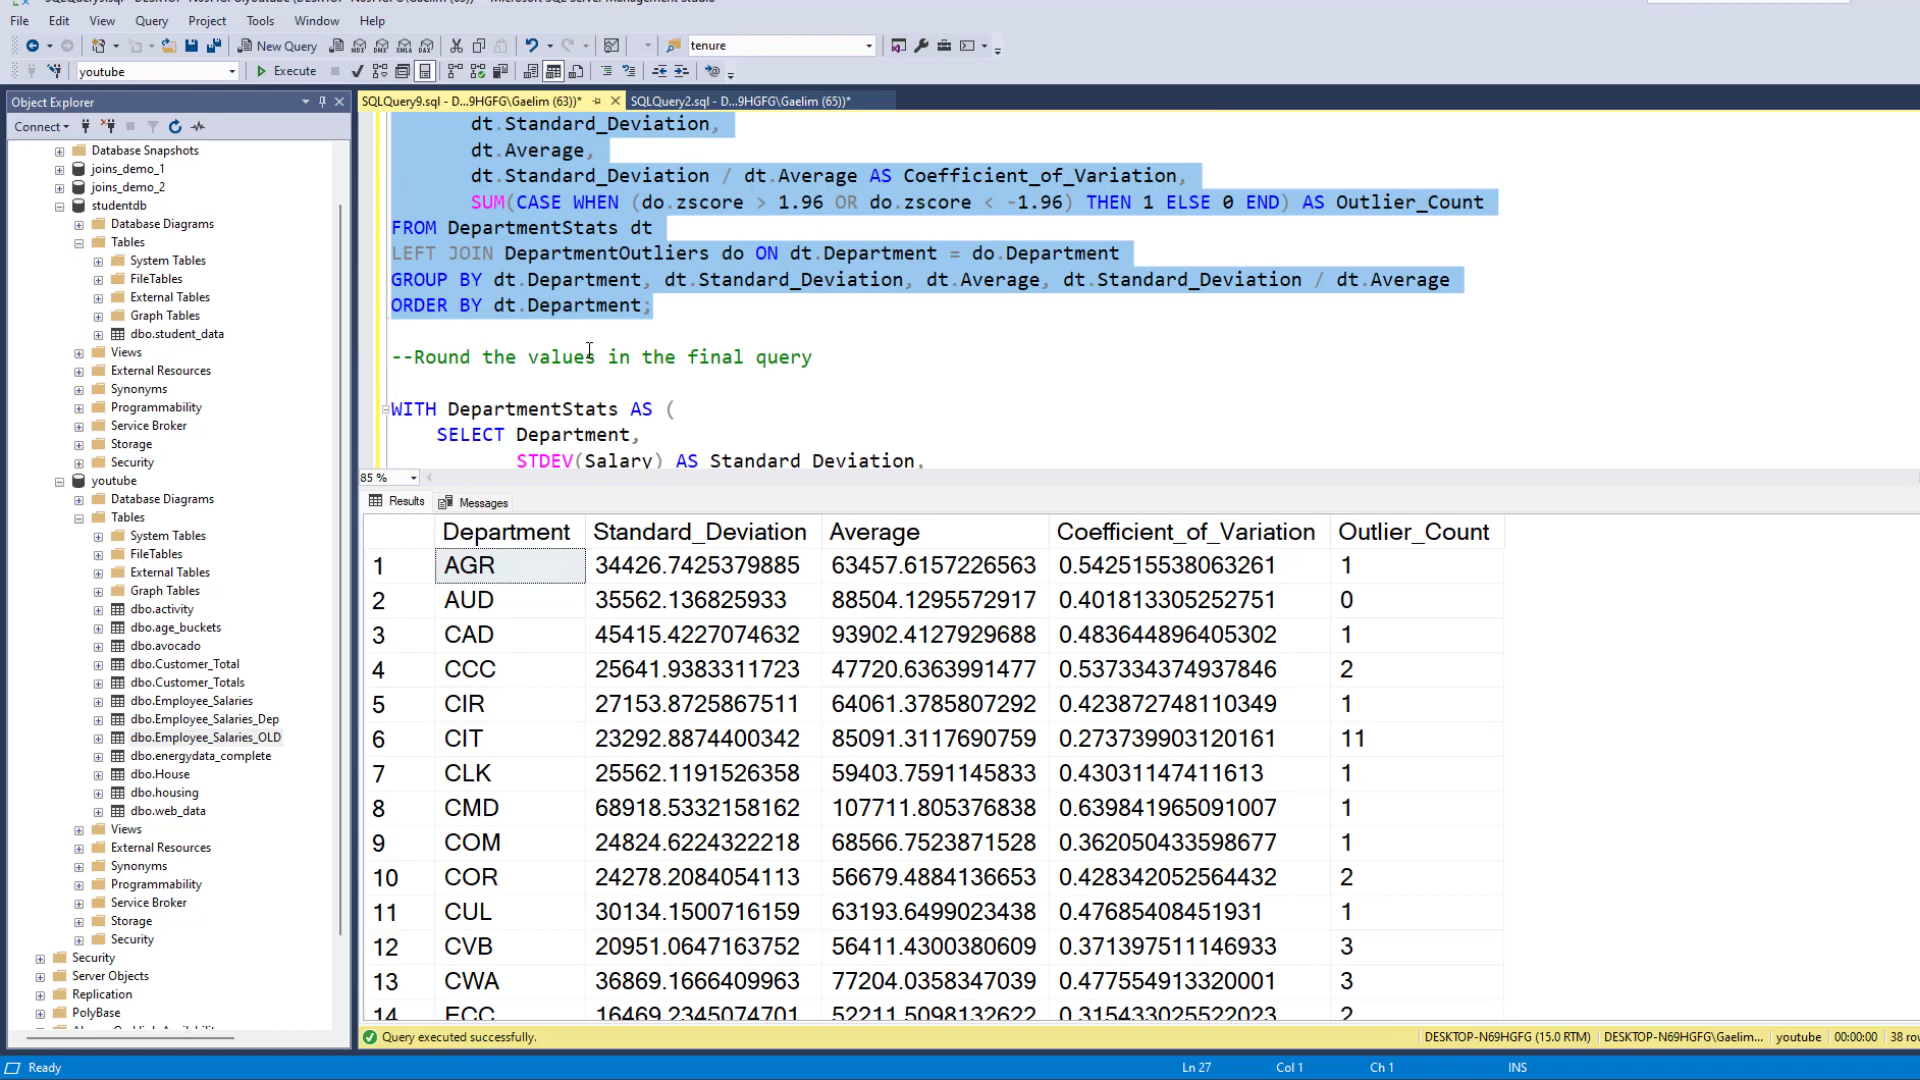 File Edit View Query Project Tools Window Help
New Query
tenure
youtube
Execute
Object Explorer
Connect
Database Snapshots
joins_demo_1
joins_demo_2
studentdb
Database Diagrams
Tables
System Tables
FileTables
External Tables
Graph Tables
dbo.student_data
Views
External Resources
Synonyms
Programmability
Service Broker
Storage
Security
youtube
Database Diagrams
Tables
System Tables
FileTables
External Tables
Graph Tables
dbo.activity
dbo.age_buckets
dbo.avocado
dbo.Customer_Total
dbo.Customer_Totals
dbo.Employee_Salaries
dbo.Employee_Salaries_Dep
dbo.Employee_Salaries_OLD
dbo.energydata_complete
dbo.House
dbo.housing
dbo.web_data
Views
External Resources
Synonyms
Programmability
Service Broker
Storage
Security
Security
Server Objects
Replication
PolyBase
SQLQuery9.sql - D...9HGFG\Gaelim (63))* SQLQuery2.sql - D...9HGFG\Gaelim (65))*
dt.Standard_Deviation,
dt.Average,
dt.Standard_Deviation / dt.Average AS Coefficient_of_Variation,
SUM(CASE WHEN (do.zscore > 1.96 OR do.zscore < -1.96) THEN 1 ELSE 0 END) AS Outlier_Count
FROM DepartmentStats dt
LEFT JOIN DepartmentOutliers do ON dt.Department = do.Department
GROUP BY dt.Department, dt.Standard_Deviation, dt.Average, dt.Standard_Deviation / dt.Average
ORDER BY dt.Department;
--Round the values in the final query
WITH DepartmentStats AS (
SELECT Department,
STDEV(Salary) AS Standard_Deviation,
85 %
Results Messages
Department Standard_Deviation Average Coefficient_of_Variation Outlier_Count
1 AGR 34426.7425379885 63457.6157226563 0.542515538063261 1
2 AUD 35562.136825933 88504.1295572917 0.401813305252751 0
3 CAD 45415.4227074632 93902.4127929688 0.483644896405302 1
4 CCC 25641.9383311723 47720.6363991477 0.537334374937846 2
5 CIR 27153.8725867511 64061.3785807292 0.423872748110349 1
6 CIT 23292.8874400342 85091.3117690759 0.273739903120161 11
7 CLK 25562.1191526358 59403.7591145833 0.43031147411613 1
8 CMD 68918.5332158162 107711.805376838 0.639841965091007 1
9 COM 24824.6224322218 68566.7523871528 0.362050433598677 1
10 COR 24278.2084054113 56679.4884136653 0.428342052564432 2
11 CUL 30134.1500716159 63193.6499023438 0.47685408451931 1
12 CVB 20951.0647163752 56411.4300380609 0.371397511146933 3
13 CWA 36869.1666409963 77204.0358347039 0.477554913320001 3
14 ECC 16469.2345074701 52211.5098132622 0.315433025522023 2
Query executed successfully. DESKTOP-N69HGFG (15.0 RTM) DESKTOP-N69HGFG\Gaelim... youtube 00:00:00 38 ro
Ready Ln 27 Col 1 Ch 1 INS